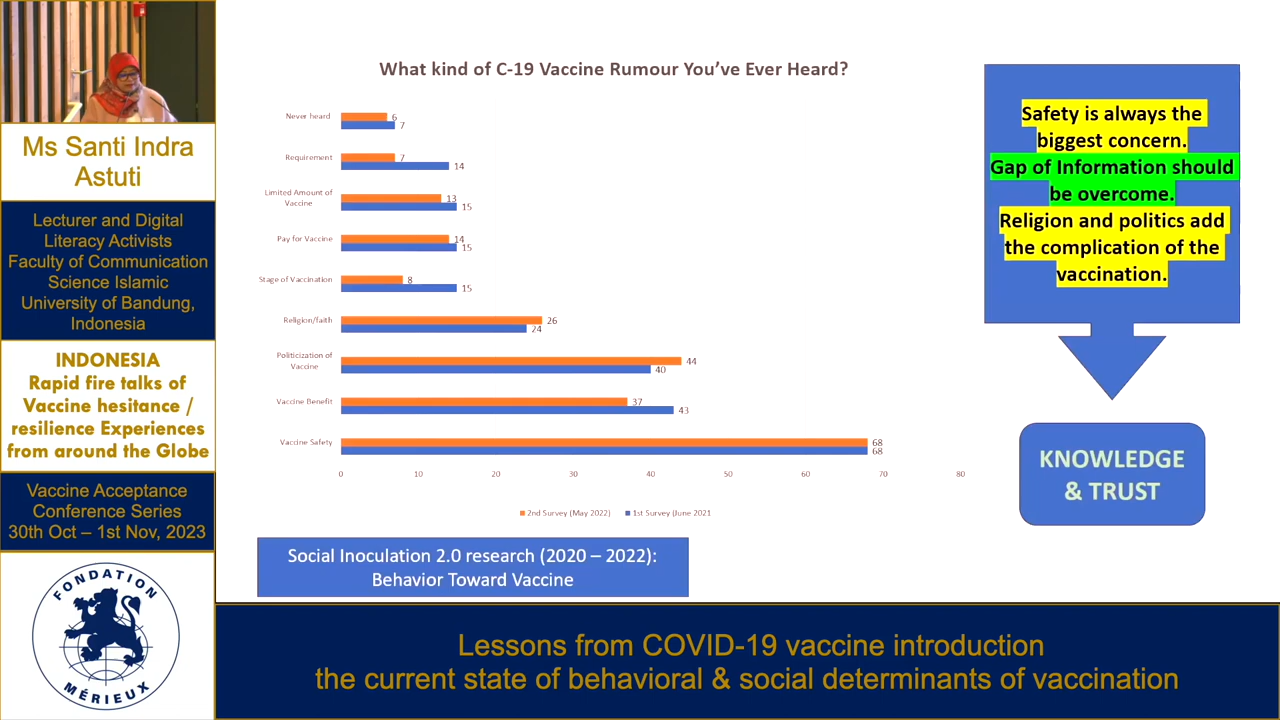 Ms Santi Indra
Astuti
Lecturer and Digital
Literacy Activists
Faculty of Communication
Science Islamic
University of Bandung,
Indonesia
INDONESIA
Rapid fire talks of
Vaccine hesitance /
resilience Experiences
from around the Globe
Vaccine Acceptance
Conference Series
30th Oct – 1st Nov, 2023
FONDATION
MÉRIEUX
What kind of C-19 Vaccine Rumour You've Ever Heard?
Never heard
6
7
Requirement
7
14
Limited Amount of
Vaccine
13
15
Pay for Vaccine
14
15
Stage of Vaccination
8
15
Religion/faith
26
24
Politicization of
Vaccine
44
40
Vaccine Benefit
37
43
Vaccine Safety
68
68
0 10 20 30 40 50 60 70 80
2nd Survey (May 2022) 1st Survey (June 2021
Social Inoculation 2.0 research (2020 – 2022):
Behavior Toward Vaccine
Safety is always the
biggest concern.
Gap of Information should
be overcome.
Religion and politics add
the complication of the
vaccination.
KNOWLEDGE
& TRUST
Lessons from COVID-19 vaccine introduction
the current state of behavioral & social determinants of vaccination